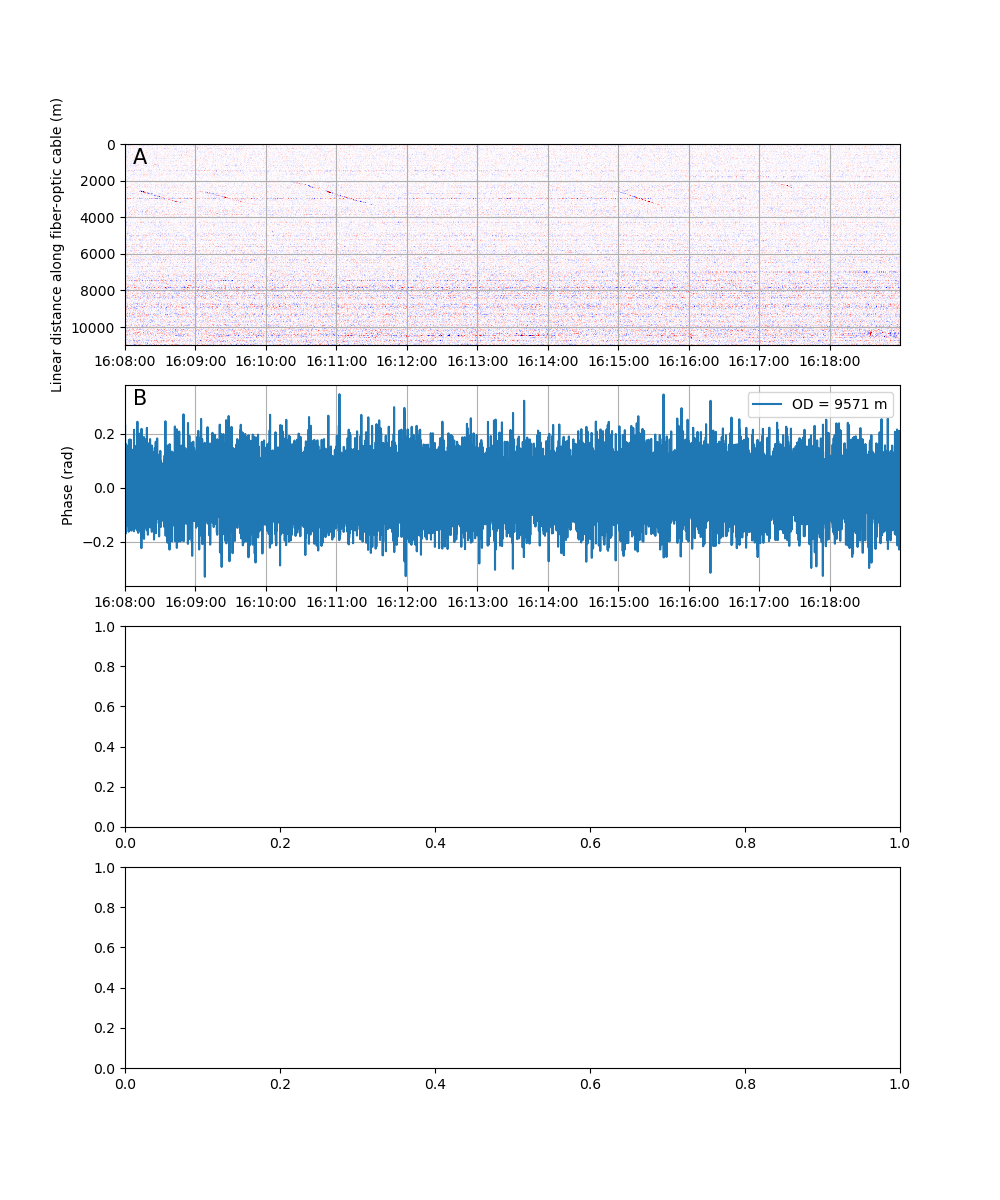 Linear distance along fiber-optic cable (m)
A
0
2000
4000
6000
8000
10000
16:08:00 16:09:00 16:10:00 16:11:00 16:12:00 16:13:00 16:14:00 16:15:00 16:16:00 16:17:00 16:18:00
Phase (rad)
B
OD = 9571 m
0.2
0.0
−0.2
16:08:00 16:09:00 16:10:00 16:11:00 16:12:00 16:13:00 16:14:00 16:15:00 16:16:00 16:17:00 16:18:00
1.0
0.8
0.6
0.4
0.2
0.0
0.0 0.2 0.4 0.6 0.8 1.0
1.0
0.8
0.6
0.4
0.2
0.0
0.0 0.2 0.4 0.6 0.8 1.0